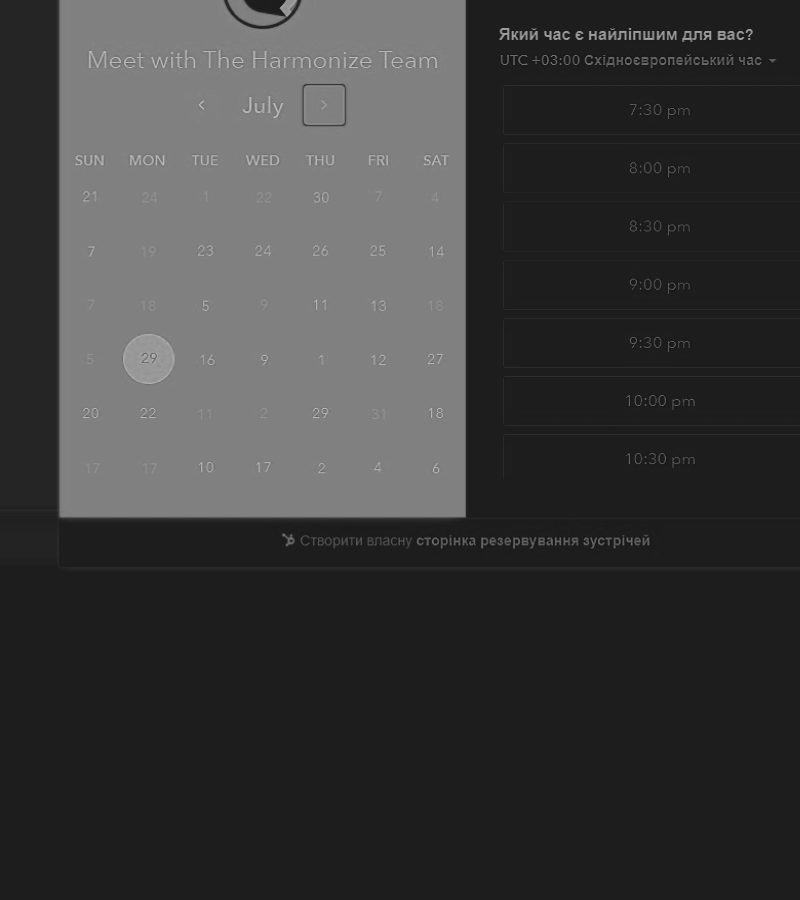 Meet with The Harmonize Team
July
SUN MON TUE WED THU FRI SAT
21 24 1 22 30 7 4
7 19 23 24 26 25 14
7 18 5 9 11 13 18
5 29 16 9 1 12 27
20 22 11 2 29 31 18
17 17 10 17 2 4 6
Який час є найліпшим для вас?
UTC +03:00 Східноєвропейський час
7:30 pm
8:00 pm
8:30 pm
9:00 pm
9:30 pm
10:00 pm
10:30 pm
Створити власну сторінка резервування зустрічей